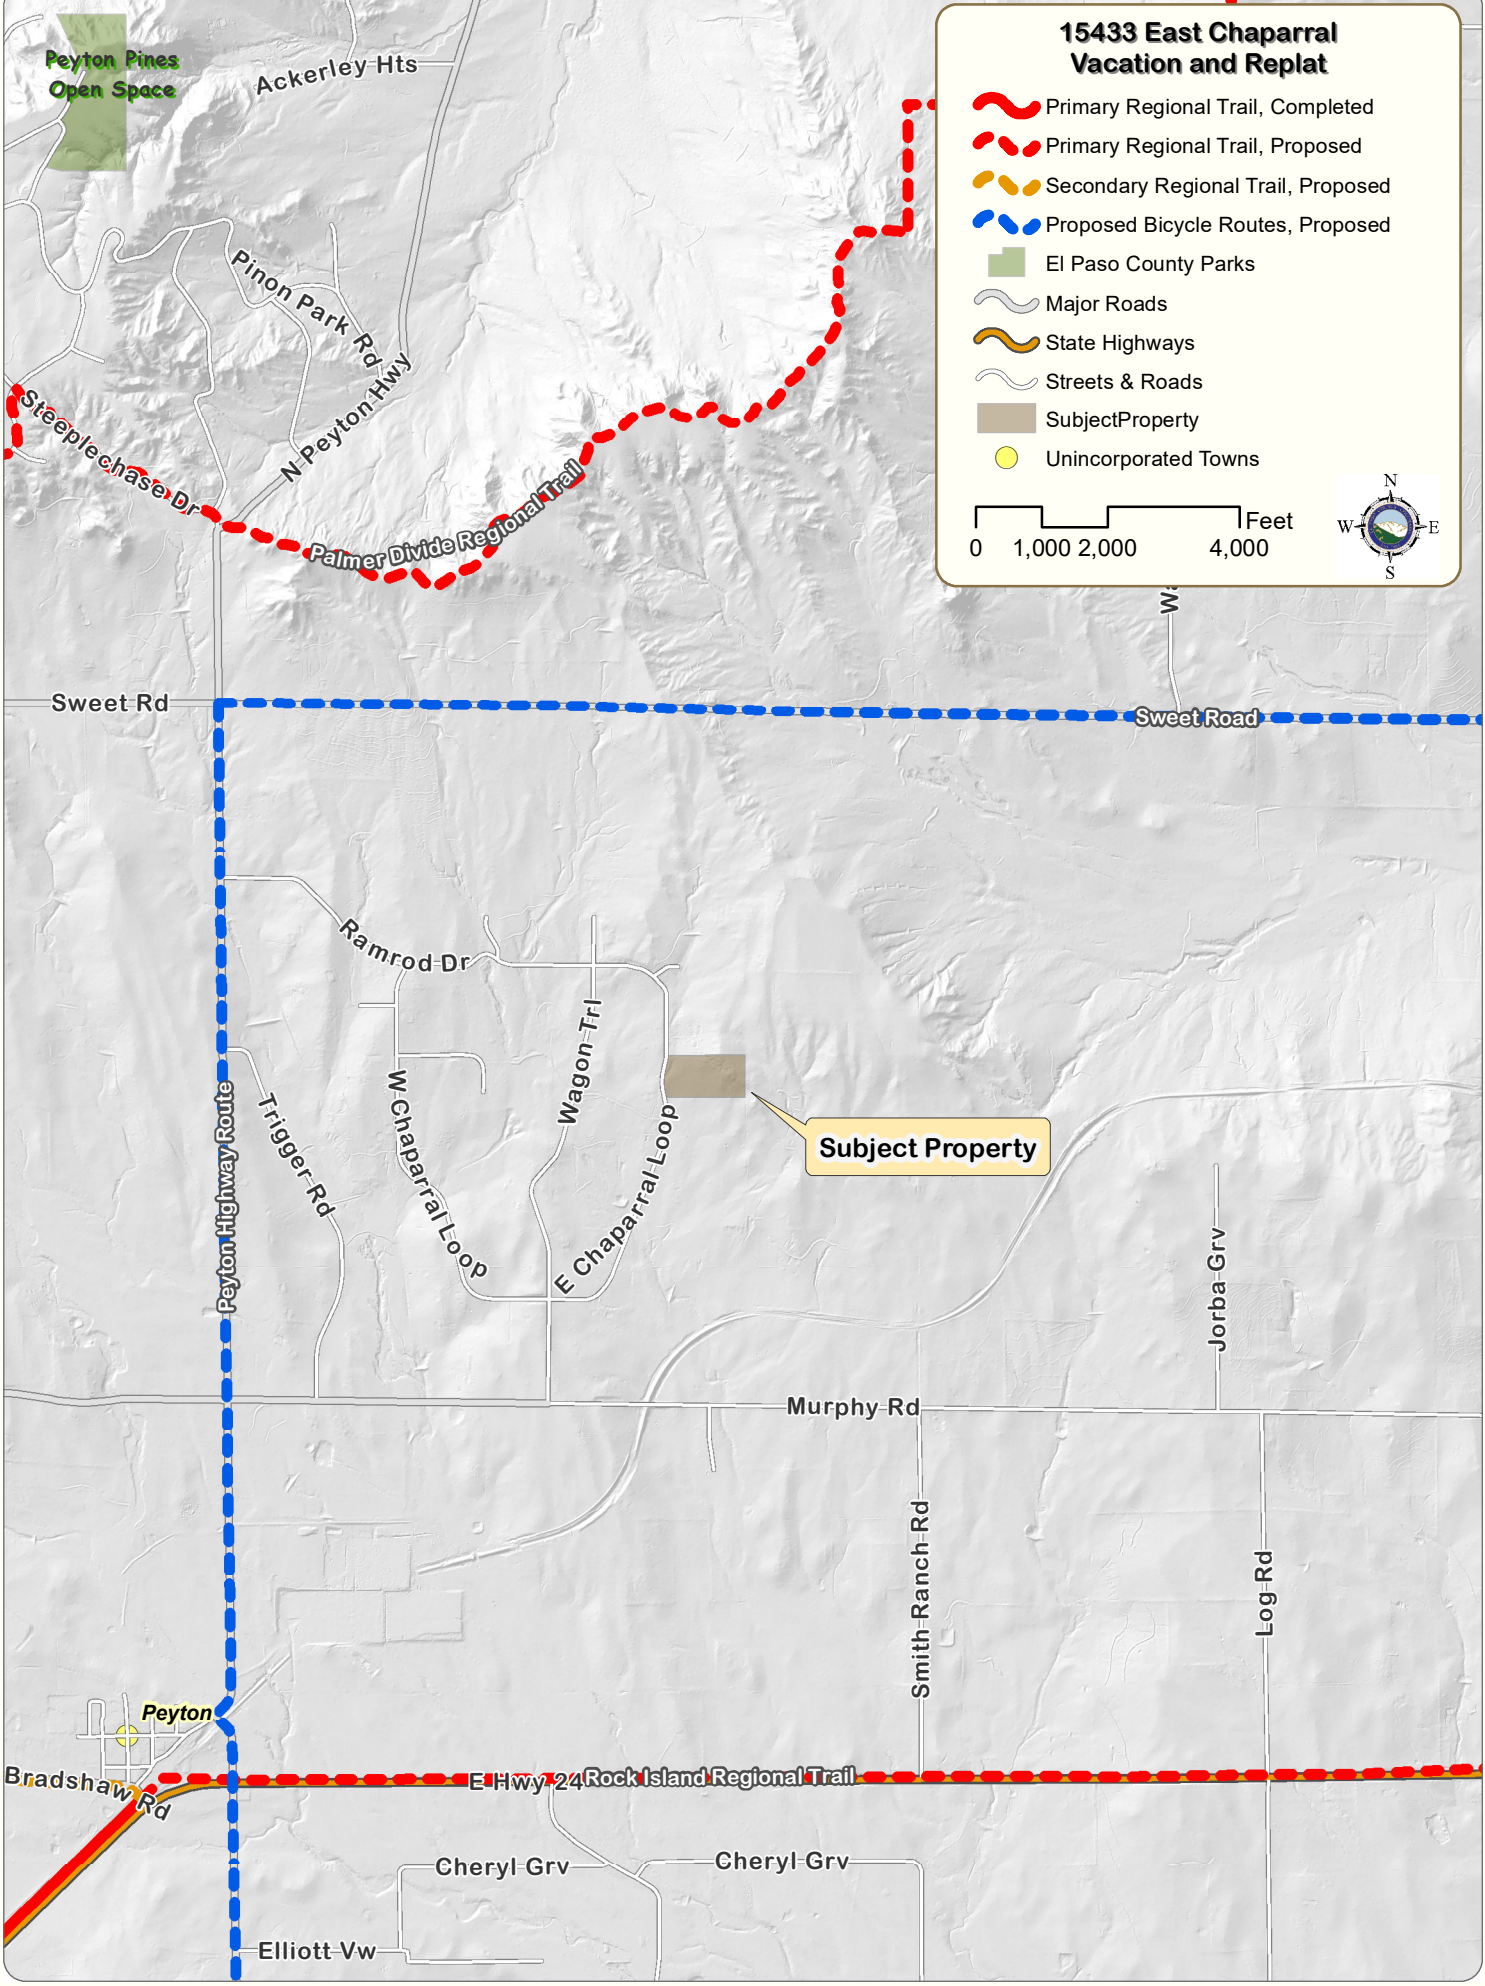 Peyton Pines
Open Space
Ackerley Hts
15433 East Chaparral
Vacation and Replat
Primary Regional Trail, Completed
Primary Regional Trail, Proposed
Secondary Regional Trail, Proposed
Proposed Bicycle Routes, Proposed
El Paso County Parks
Major Roads
State Highways
Streets & Roads
SubjectProperty
Unincorporated Towns
Feet
0 1,000 2,000 4,000
N
W E
S
Pinon Park Rd
N Peyton Hwy
Steeplechase Dr
Palmer Divide Regional Trail
Wa
Sweet Rd
Sweet Road
Ramrod Dr
Wagon Trl
W Chaparral Loop
E Chaparral Loop
Trigger Rd
Peyton Highway Route
Subject Property
Jorba Grv
Murphy Rd
Smith Ranch Rd
Log Rd
Peyton
Bradshaw Rd
E Hwy 24
Rock Island Regional Trail
Cheryl Grv
Cheryl Grv
Elliott Vw